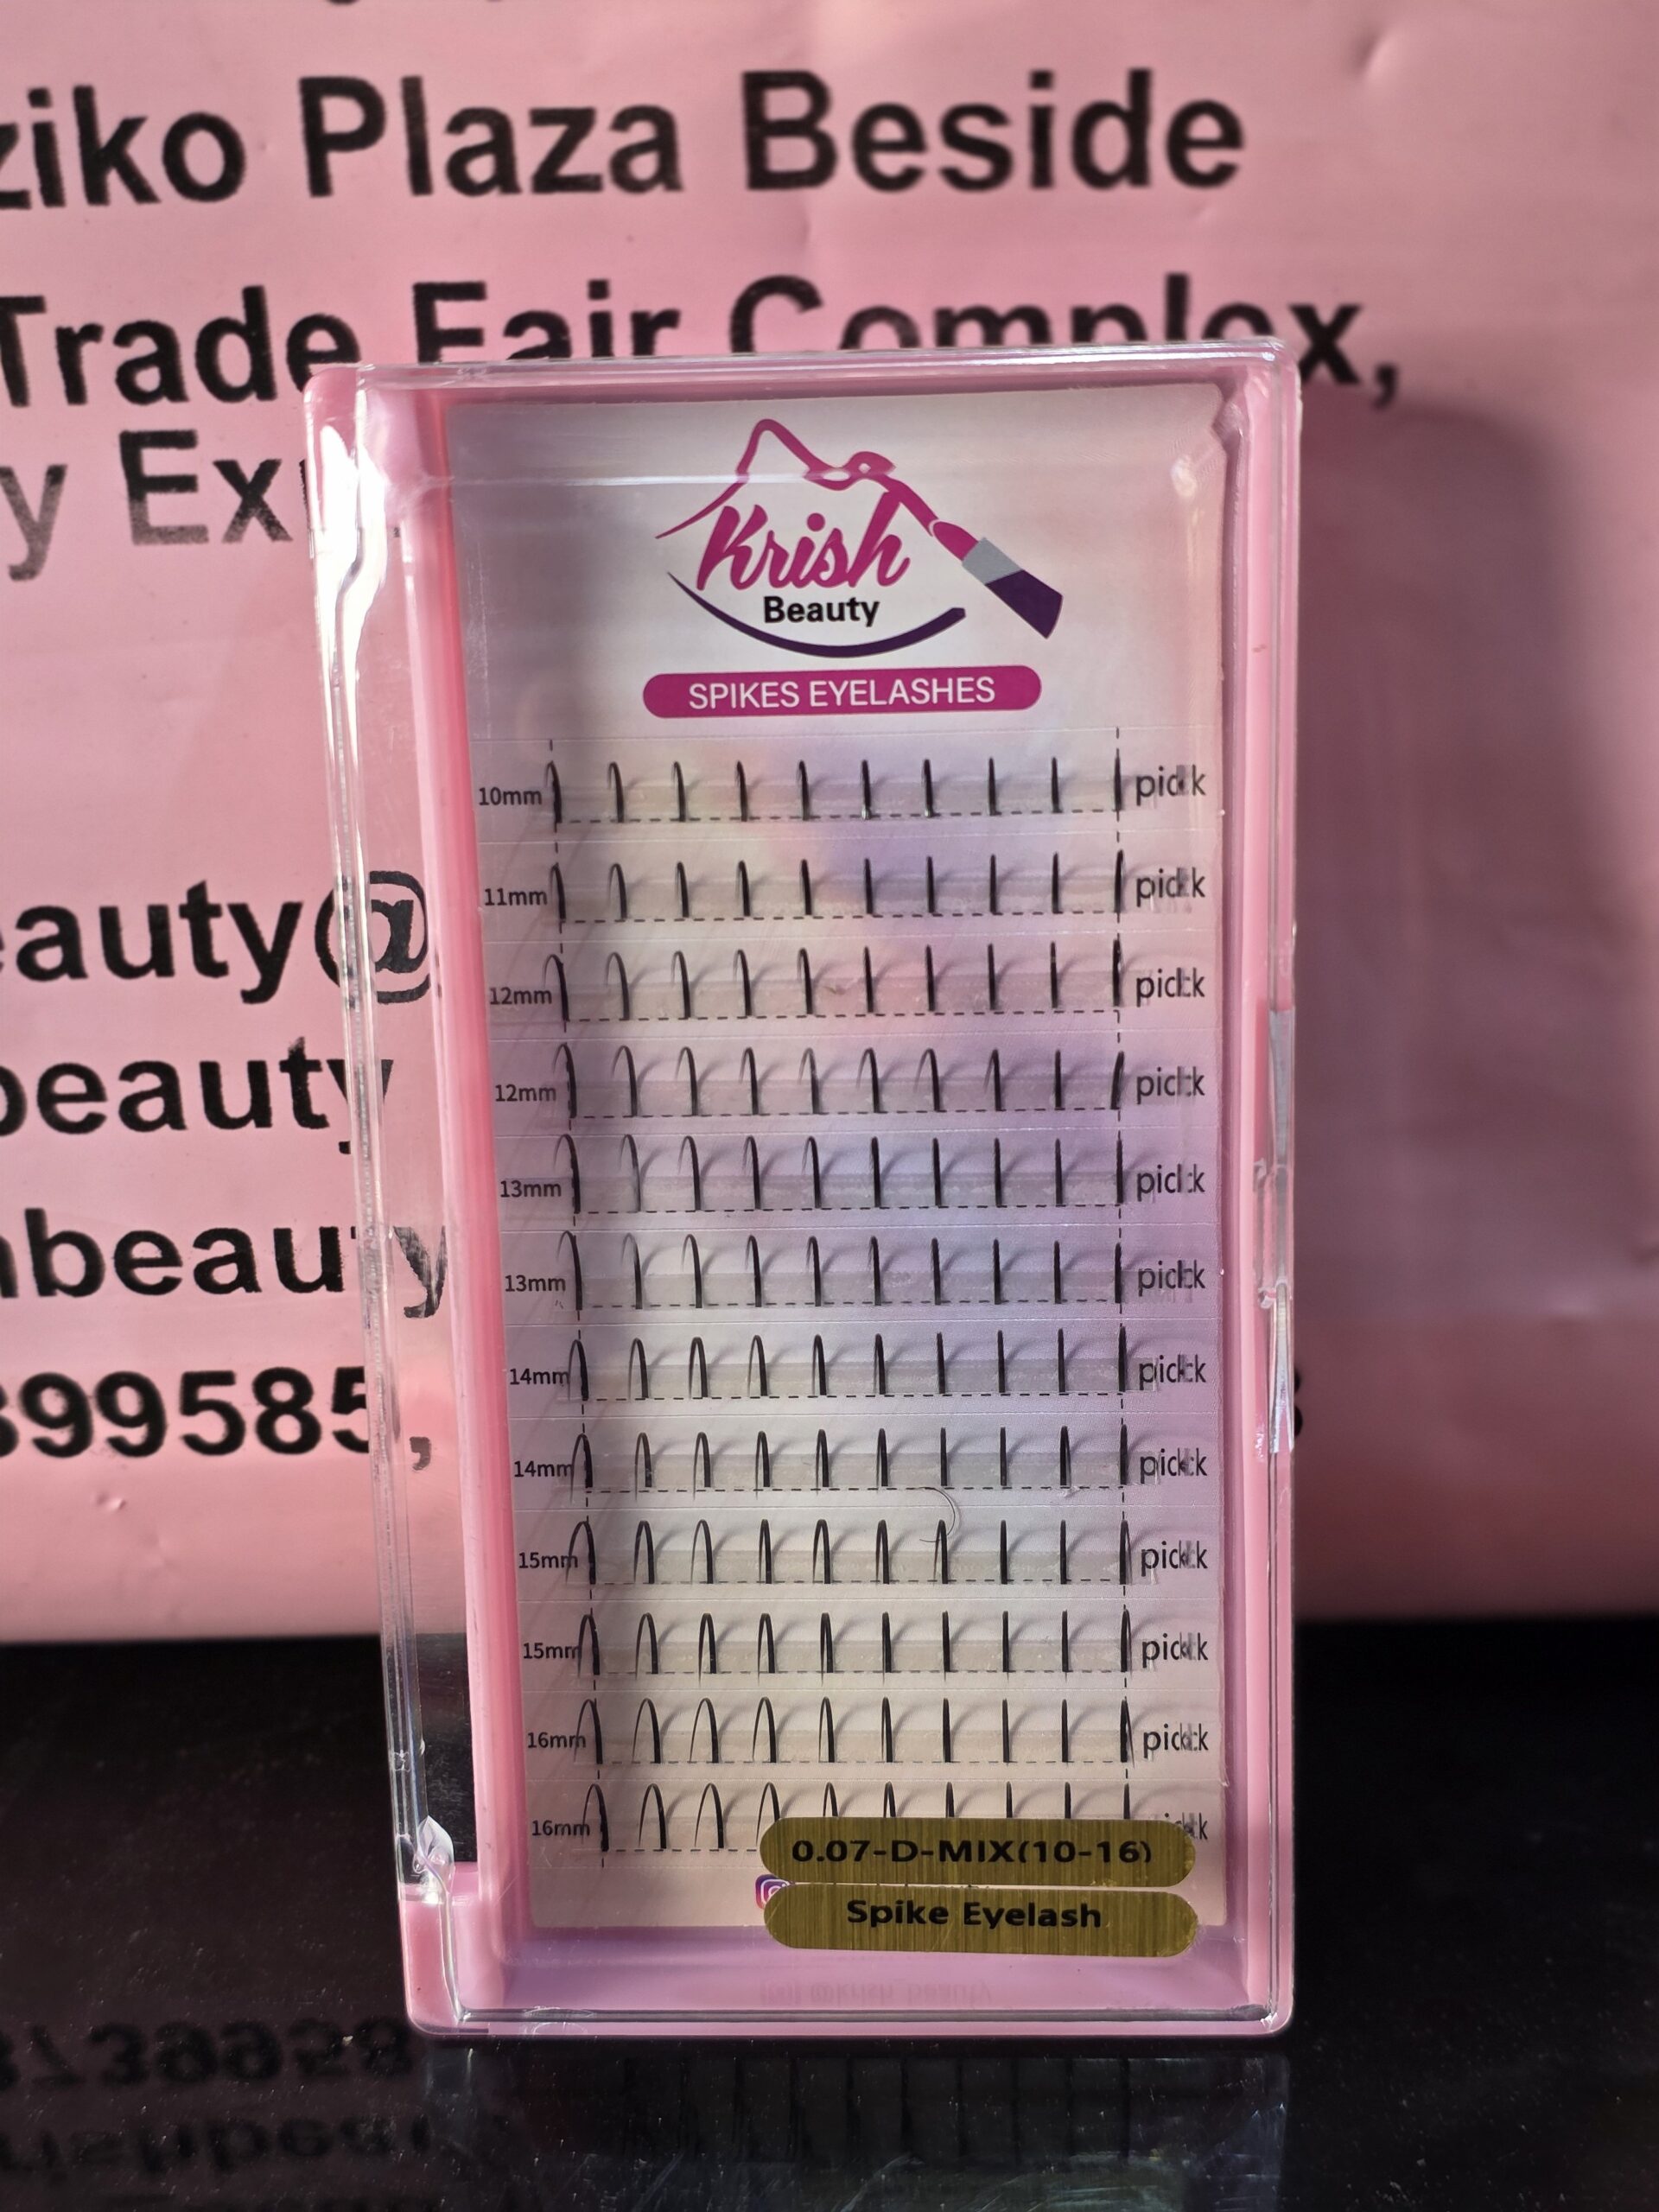 ziko Plaza Beside
Trade Fair Complex,
y Ex
eauty@
beauty
hbeauty
899585,
Krish
Beauty
SPIKES EYELASHES
10mm pick
11mm pick
12mm pick
12mm pick
13mm pick
13mm pick
14mm pick
14mm pick
15mm pick
15mm pick
16mm pick
16mm
0.07-D-MIX(10-16)
Spike Eyelash